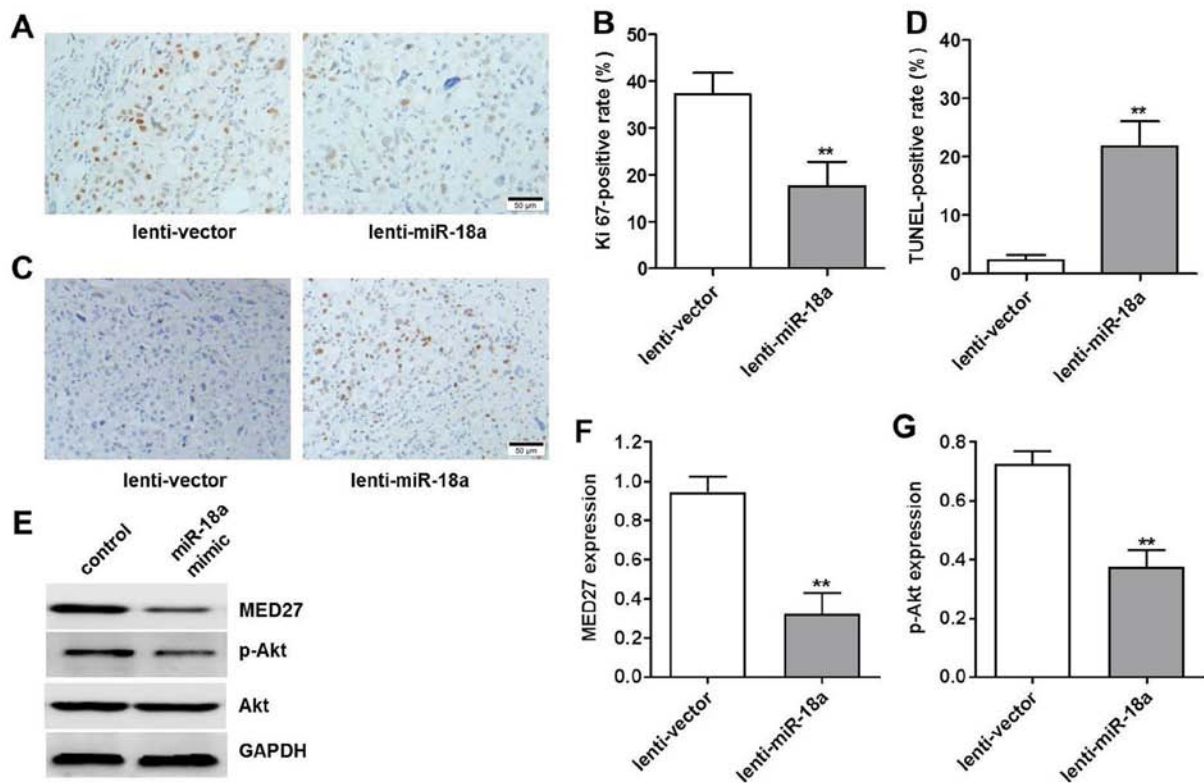 A
lenti-vector
50 µm
lenti-miR-18a
B
Ki 67-positive rate (%)
50
40
30
20
10
0
**
lenti-vector
lenti-miR-18a
D
TUNEL-positive rate (%)
40
30
20
10
0
**
lenti-vector
lenti-miR-18a
C
lenti-vector
50 µm
lenti-miR-18a
E
control
miR-18a
mimic
MED27
p-Akt
Akt
GAPDH
F
MED27 expression
1.2
1.0
0.8
0.6
0.4
0.2
0.0
**
lenti-vector
lenti-miR-18a
G
p-Akt expression
0.8
0.6
0.4
0.2
0.0
**
lenti-vector
lenti-miR-18a